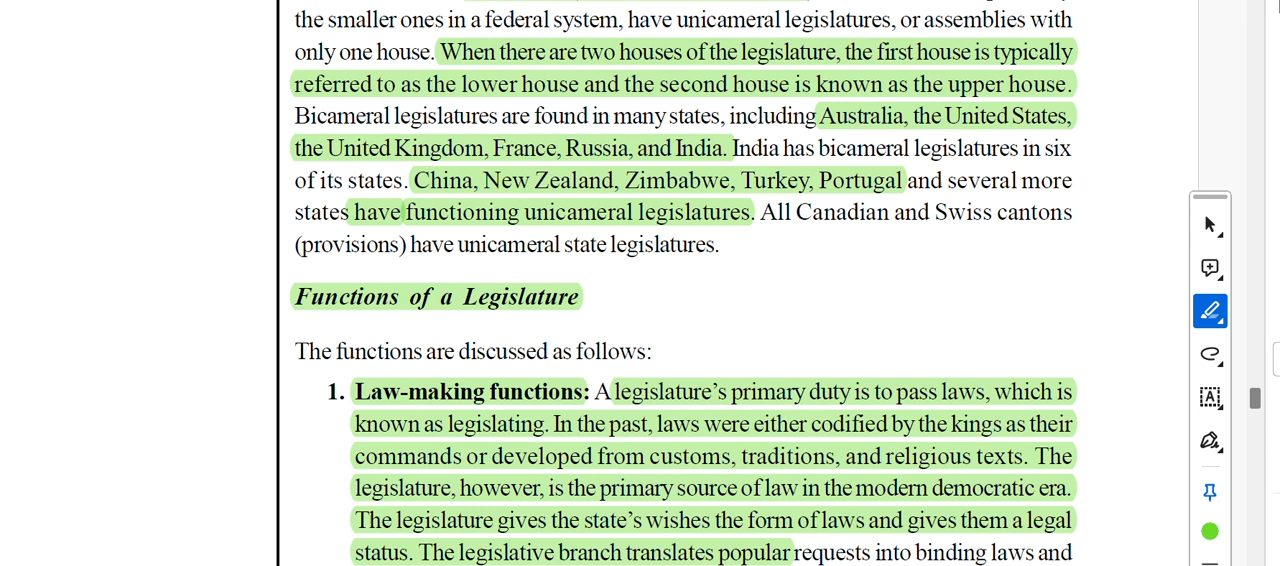 the smaller ones in a federal system, have unicameral legislatures, or assemblies with
only one house. When there are two houses of the legislature, the first house is typically
referred to as the lower house and the second house is known as the upper house.
Bicameral legislatures are found in many states, including Australia, the United States,
the United Kingdom, France, Russia, and India. India has bicameral legislatures in six
of its states. China, New Zealand, Zimbabwe, Turkey, Portugal and several more
states have functioning unicameral legislatures. All Canadian and Swiss cantons
(provisions) have unicameral state legislatures.
Functions of a Legislature
The functions are discussed as follows:
1. Law-making functions: A legislature’s primary duty is to pass laws, which is
known as legislating. In the past, laws were either codified by the kings as their
commands or developed from customs, traditions, and religious texts. The
legislature, however, is the primary source of law in the modern democratic era.
The legislature gives the state’s wishes the form of laws and gives them a legal
status. The legislative branch translates popular requests into binding laws and